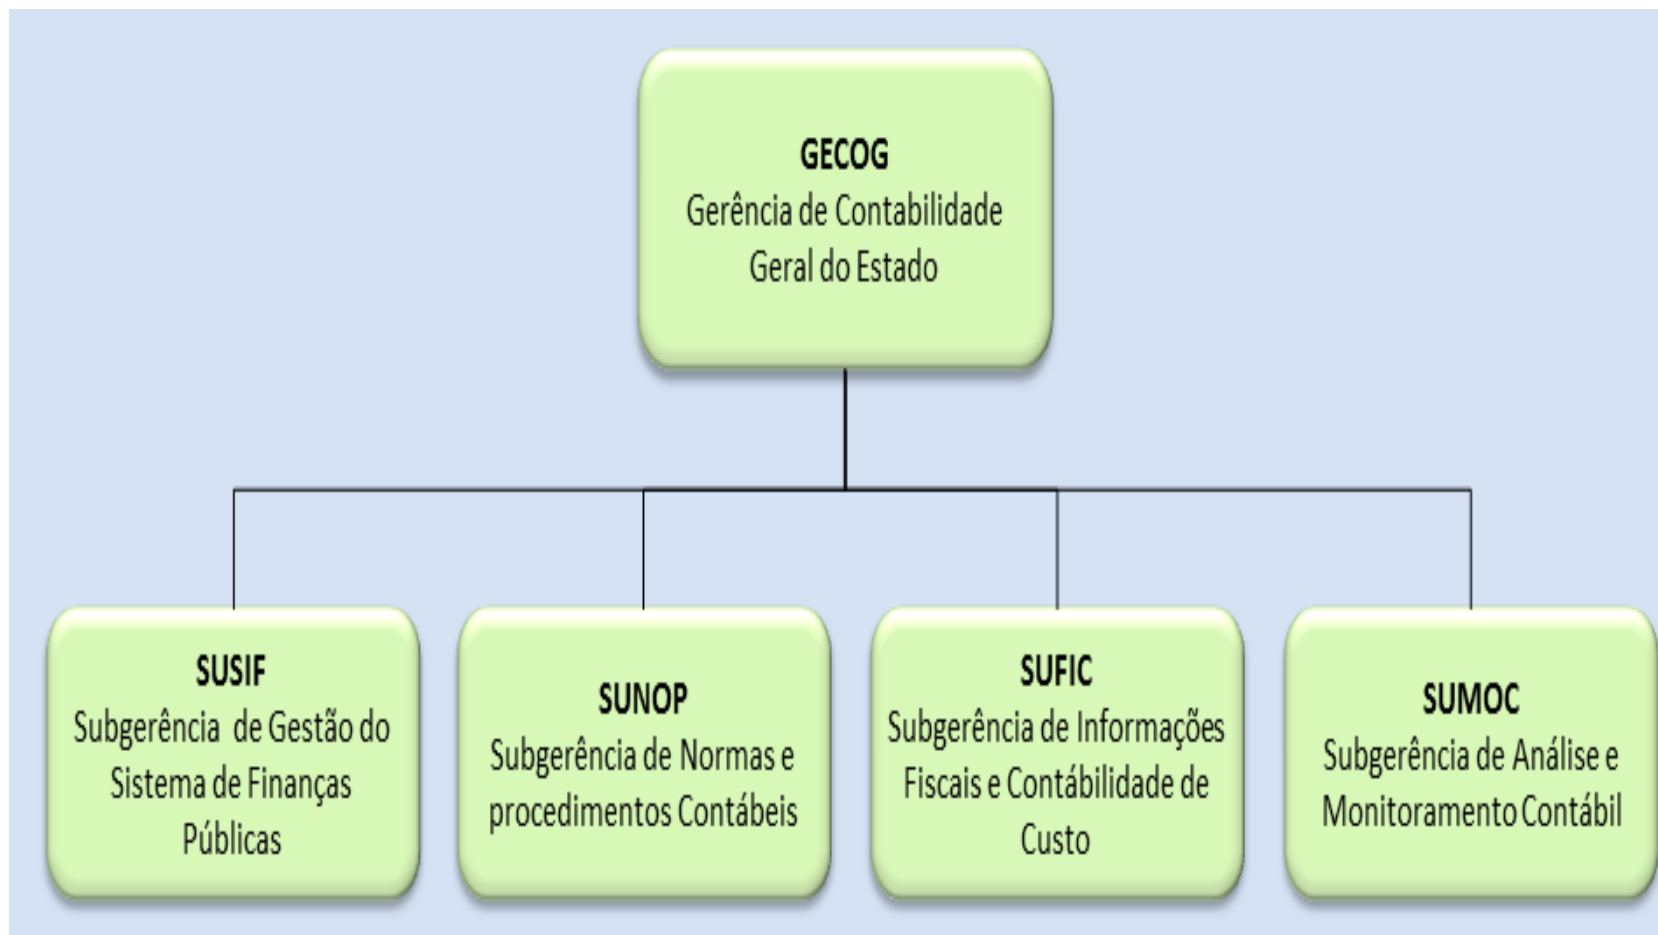 GECOG
Gerência de Contabilidade
Geral do Estado
SUSIF
Subgerência de Gestão do
Sistema de Finanças
Públicas
SUNOP
Subgerência de Normas e
procedimentos Contábeis
SUFIC
Subgerência de Informações
Fiscais e Contábilidade de
Custo
SUMOC
Subgerência de Análise e
Monitoramento Contábil